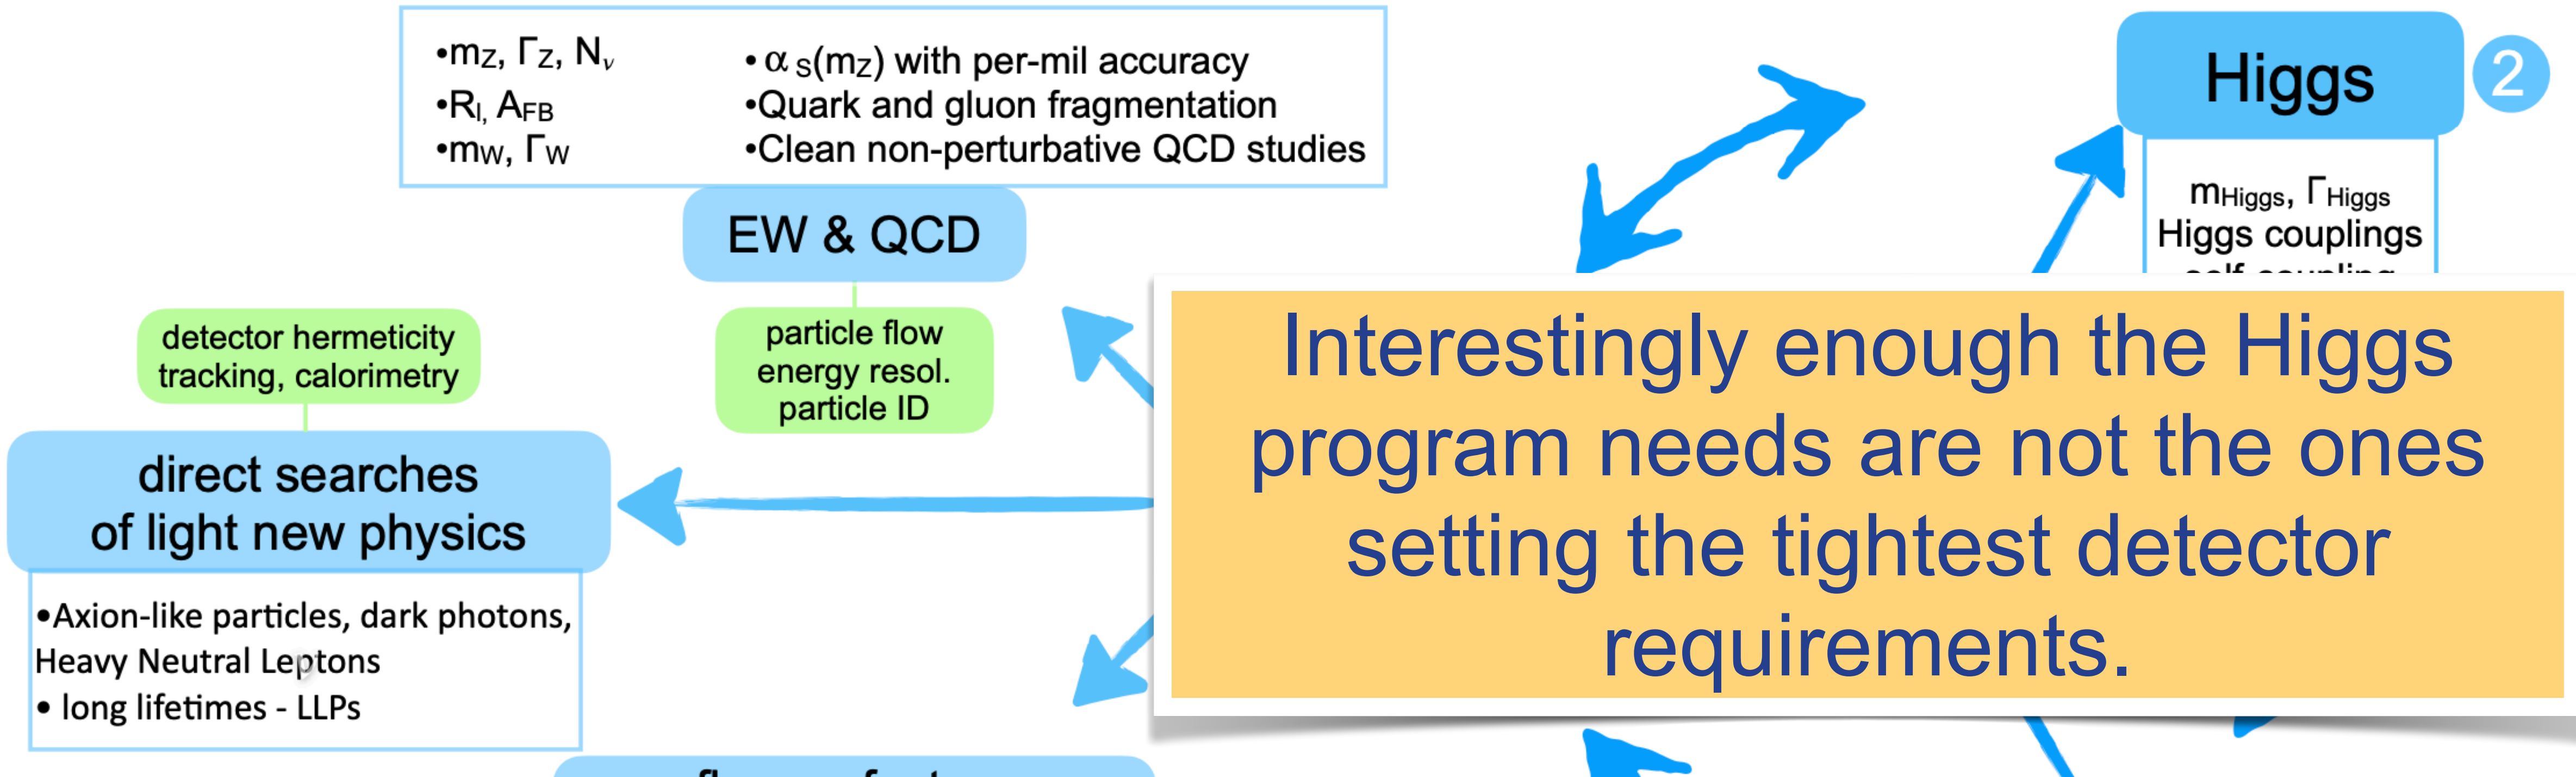 •mZ, ΓZ, Nν
•Rl, AFB
•mW, ΓW
• αS(mZ) with per-mil accuracy
•Quark and gluon fragmentation
•Clean non-perturbative QCD studies
EW & QCD
particle flow
energy resol.
particle ID
detector hermeticity
tracking, calorimetry
direct searches
of light new physics
•Axion-like particles, dark photons,
Heavy Neutral Leptons
• long lifetimes - LLPs
Higgs
2
mHiggs, ΓHiggs
Higgs couplings
self-coupling
Interestingly enough the Higgs
program needs are not the ones
setting the tightest detector
requirements.